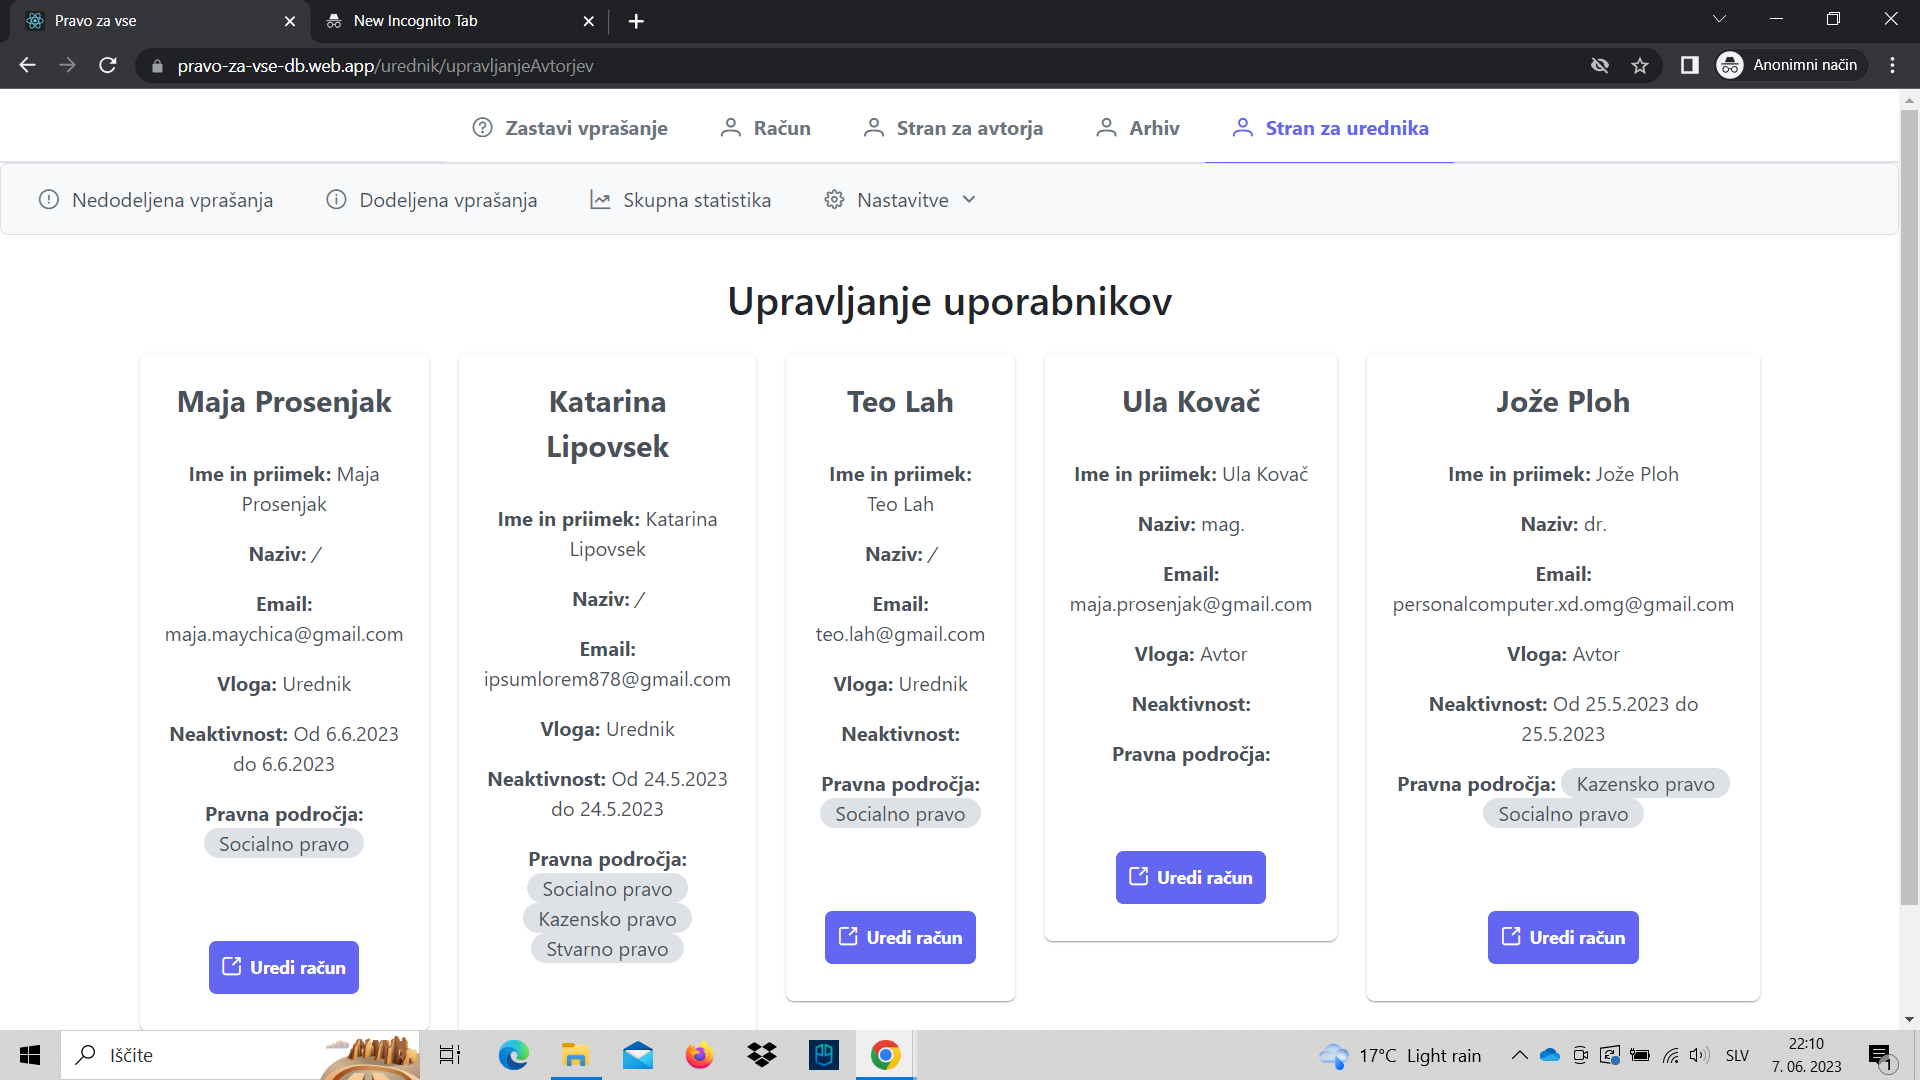 Pravo za vse
New Incognito Tab
pravo-za-vse-db.web.app/urednik/upravljanjeAvtorjev
Anonimni način
Zastavi vprašanje
Račun
Stran za avtorja
Arhiv
Stran za urednika
Nedodeljena vprašanja
Dodeljena vprašanja
Skupna statistika
Nastavitve
Upravljanje uporabnikov
Maja Prosenjak
Ime in priimek: Maja
Prosenjak
Naziv: /
Email:
maja.maychica@gmail.com
Vloga: Urednik
Neaktivnost: Od 6.6.2023
do 6.6.2023
Pravna področja:
Socialno pravo
Uredi račun
Katarina
Lipovsek
Ime in priimek: Katarina
Lipovsek
Naziv: /
Email:
ipsumlorem878@gmail.com
Vloga: Urednik
Neaktivnost: Od 24.5.2023
do 24.5.2023
Pravna področja:
Socialno pravo
Kazensko pravo
Stvarno pravo
Teo Lah
Ime in priimek:
Teo Lah
Naziv: /
Email:
teo.lah@gmail.com
Vloga: Urednik
Neaktivnost:
Pravna področja:
Socialno pravo
Uredi račun
Ula Kovač
Ime in priimek: Ula Kovač
Naziv: mag.
Email:
maja.prosenjak@gmail.com
Vloga: Avtor
Neaktivnost:
Pravna področja:
Uredi račun
Jože Ploh
Ime in priimek: Jože Ploh
Naziv: dr.
Email:
personalcomputer.xd.omg@gmail.com
Vloga: Avtor
Neaktivnost: Od 25.5.2023 do
25.5.2023
Pravna področja: Kazensko pravo
Socialno pravo
Uredi račun
Iščite
17°C Light rain
SLV
22:10
7. 06. 2023
1